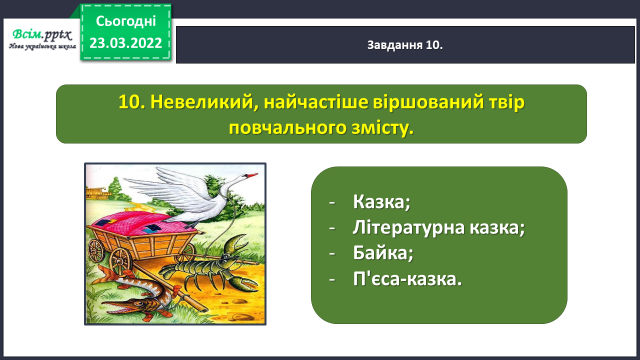 Всім.pptx
Нова українська школа
Сьогодні
23.03.2022
Завдання 10.
10. Невеликий, найчастіше віршований твір
повчального змісту.
- Казка;
- Літературна казка;
- Байка;
- П'єса-казка.